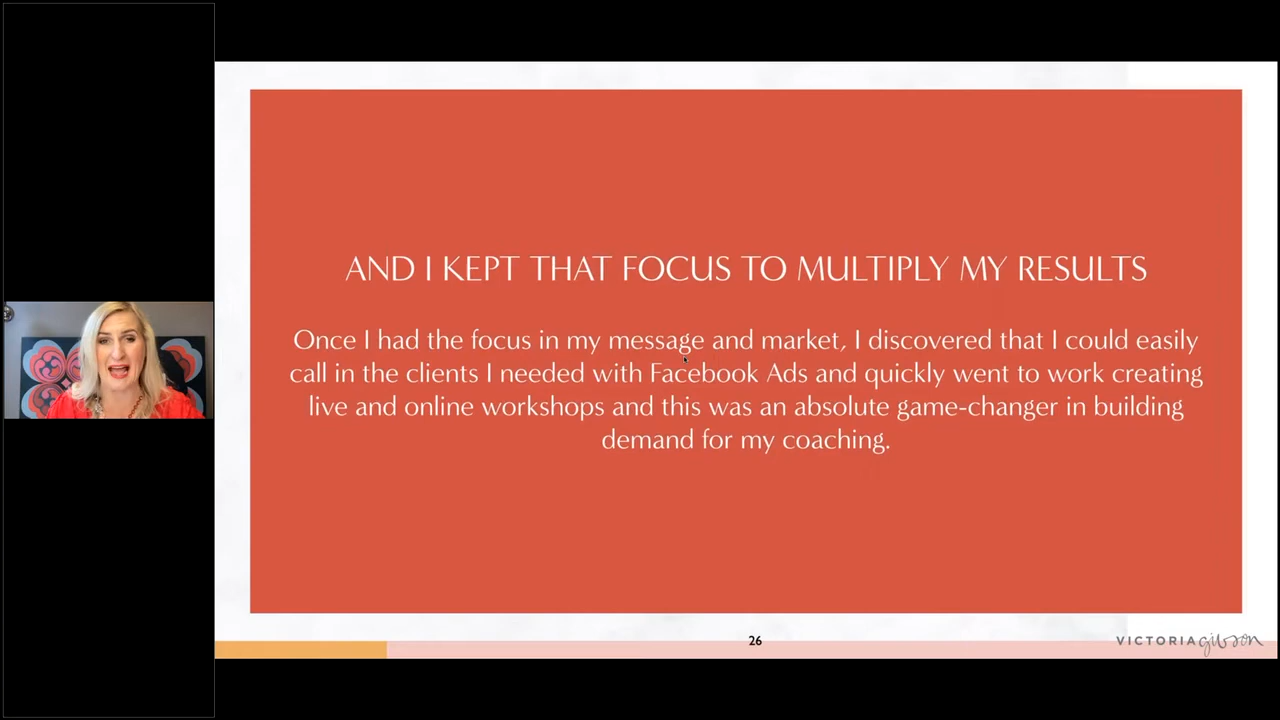 AND I KEPT THAT FOCUS TO MULTIPLY MY RESULTS
Once I had the focus in my message and market, I discovered that I could easily
call in the clients I needed with Facebook Ads and quickly went to work creating
live and online workshops and this was an absolute game-changer in building
demand for my coaching.
26
VICTORIA gibson